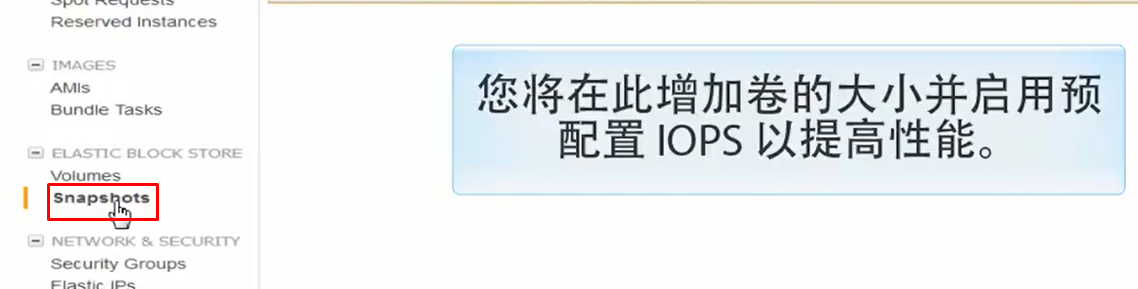 Spot Requests
Reserved Instances
IMAGES
AMIs
Bundle Tasks
ELASTIC BLOCK STORE
Volumes
Snapshots
NETWORK & SECURITY
Security Groups
Elastic IPs
您将在此增加卷的大小并启用预
配置 IOPS 以提高性能。